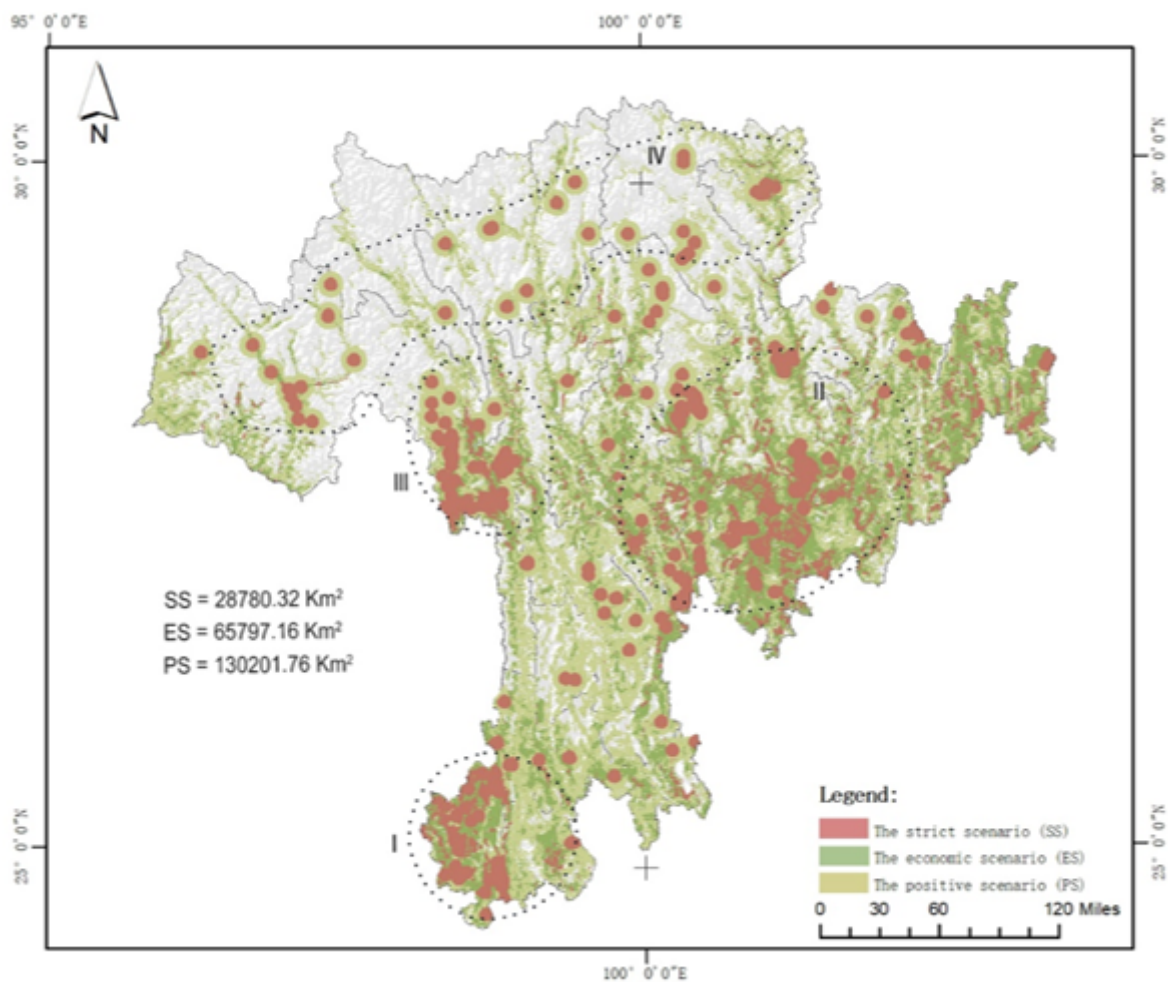 95° 0′0″E
100° 0′0″E
N
30° 0′0″N
30° 0′0″N
IV
II
III
SS = 28780.32 Km²
ES = 65797.16 Km²
PS = 130201.76 Km²
I
25° 0′0″N
25° 0′0″N
Legend:
The strict scenario (SS)
The economic scenario (ES)
The positive scenario (PS)
0 30 60 120 Miles
100° 0′0″E